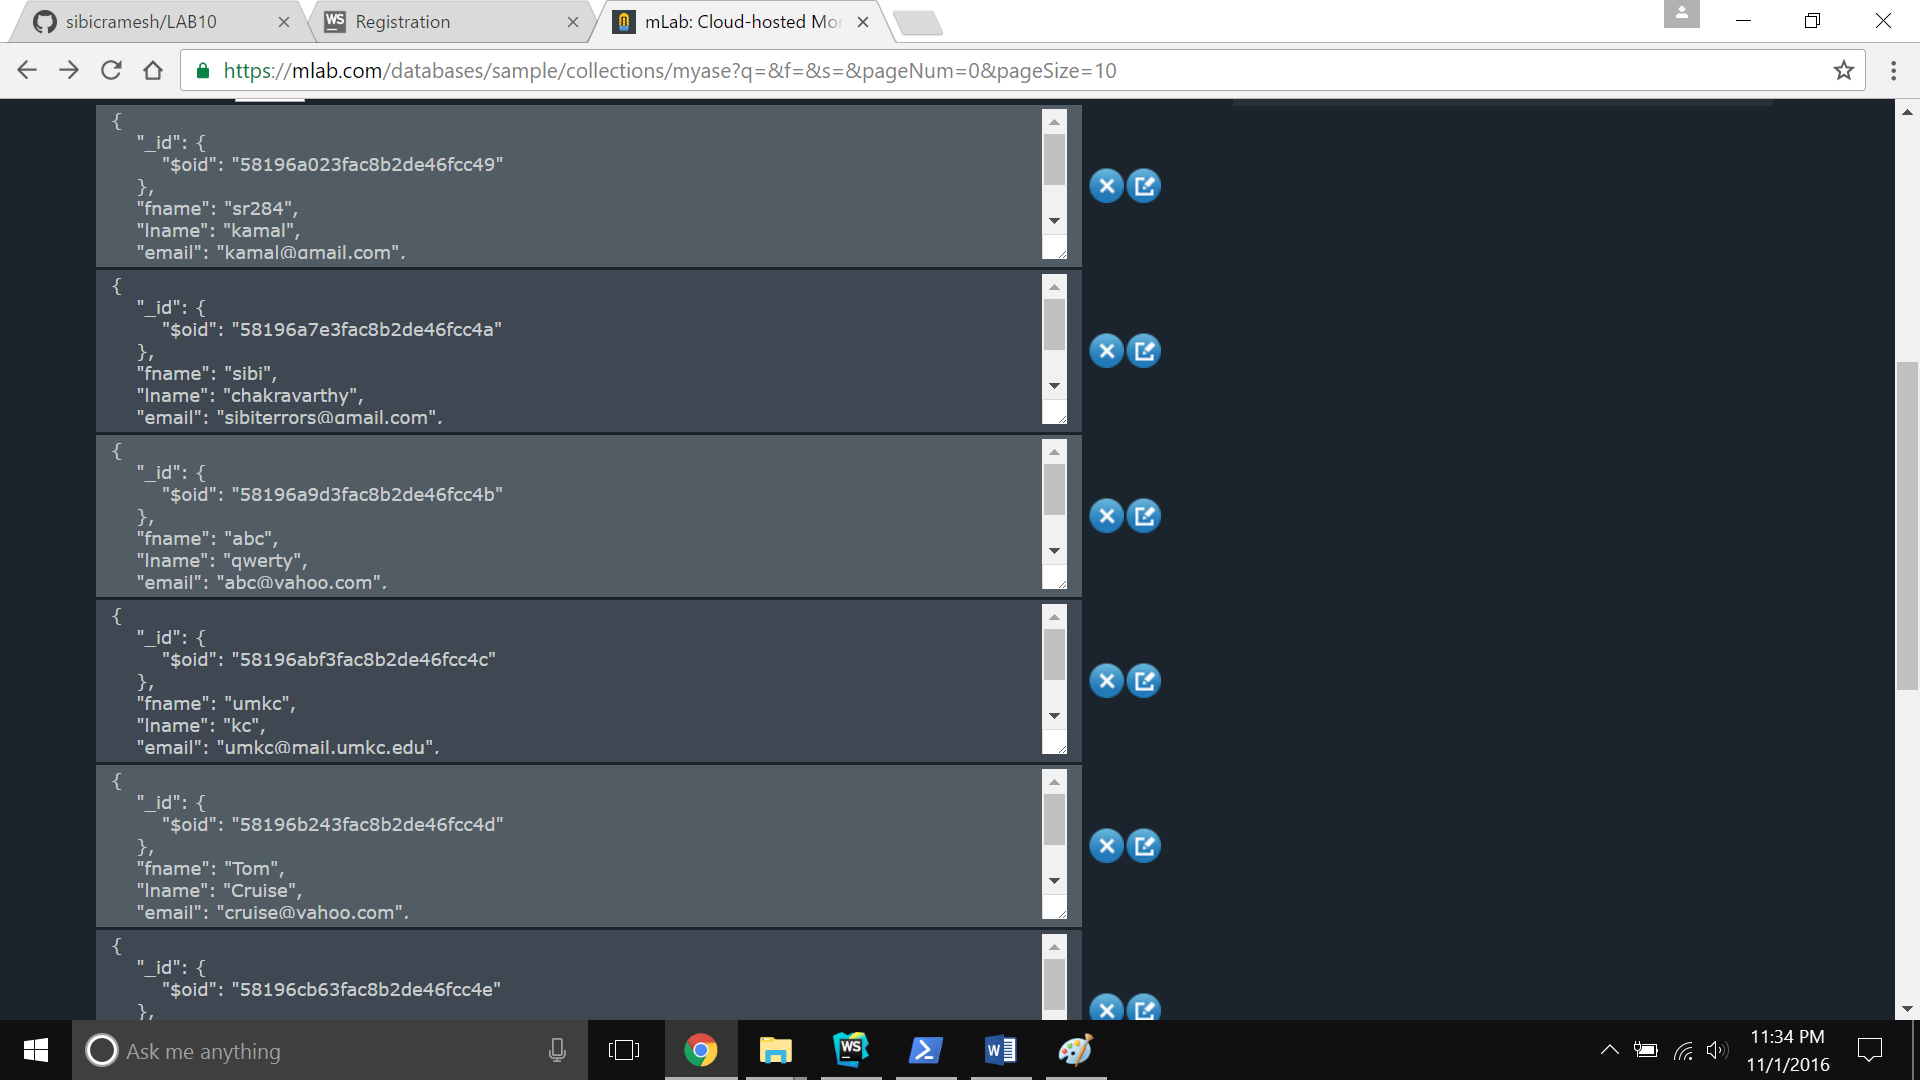 sibicramesh/LAB10
WS Registration
mLab: Cloud-hosted Mo
https://mlab.com/databases/sample/collections/myase?q=&f=&s=&pageNum=0&pageSize=10
{
"_id": {
"$oid": "58196a023fac8b2de46fcc49"
},
"fname": "sr284",
"lname": "kamal",
"email": "kamal@gmail.com",
{
"_id": {
"$oid": "58196a7e3fac8b2de46fcc4a"
},
"fname": "sibi",
"lname": "chakravarthy",
"email": "sibiterrors@gmail.com",
{
"_id": {
"$oid": "58196a9d3fac8b2de46fcc4b"
},
"fname": "abc",
"lname": "qwerty",
"email": "abc@yahoo.com",
{
"_id": {
"$oid": "58196abf3fac8b2de46fcc4c"
},
"fname": "umkc",
"lname": "kc",
"email": "umkc@mail.umkc.edu",
{
"_id": {
"$oid": "58196b243fac8b2de46fcc4d"
},
"fname": "Tom",
"lname": "Cruise",
"email": "cruise@yahoo.com",
{
"_id": {
"$oid": "58196cb63fac8b2de46fcc4e"
},
Ask me anything
WS
11:34 PM
11/1/2016